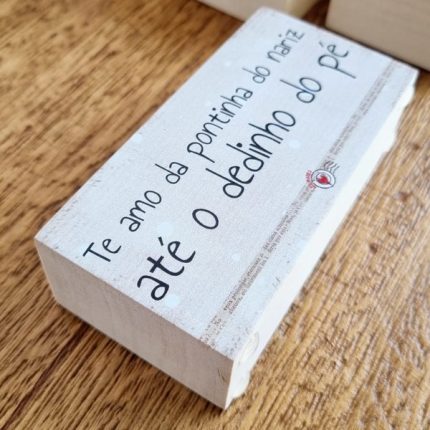 Te amo da pontinha do nariz
até o dedinho do pé